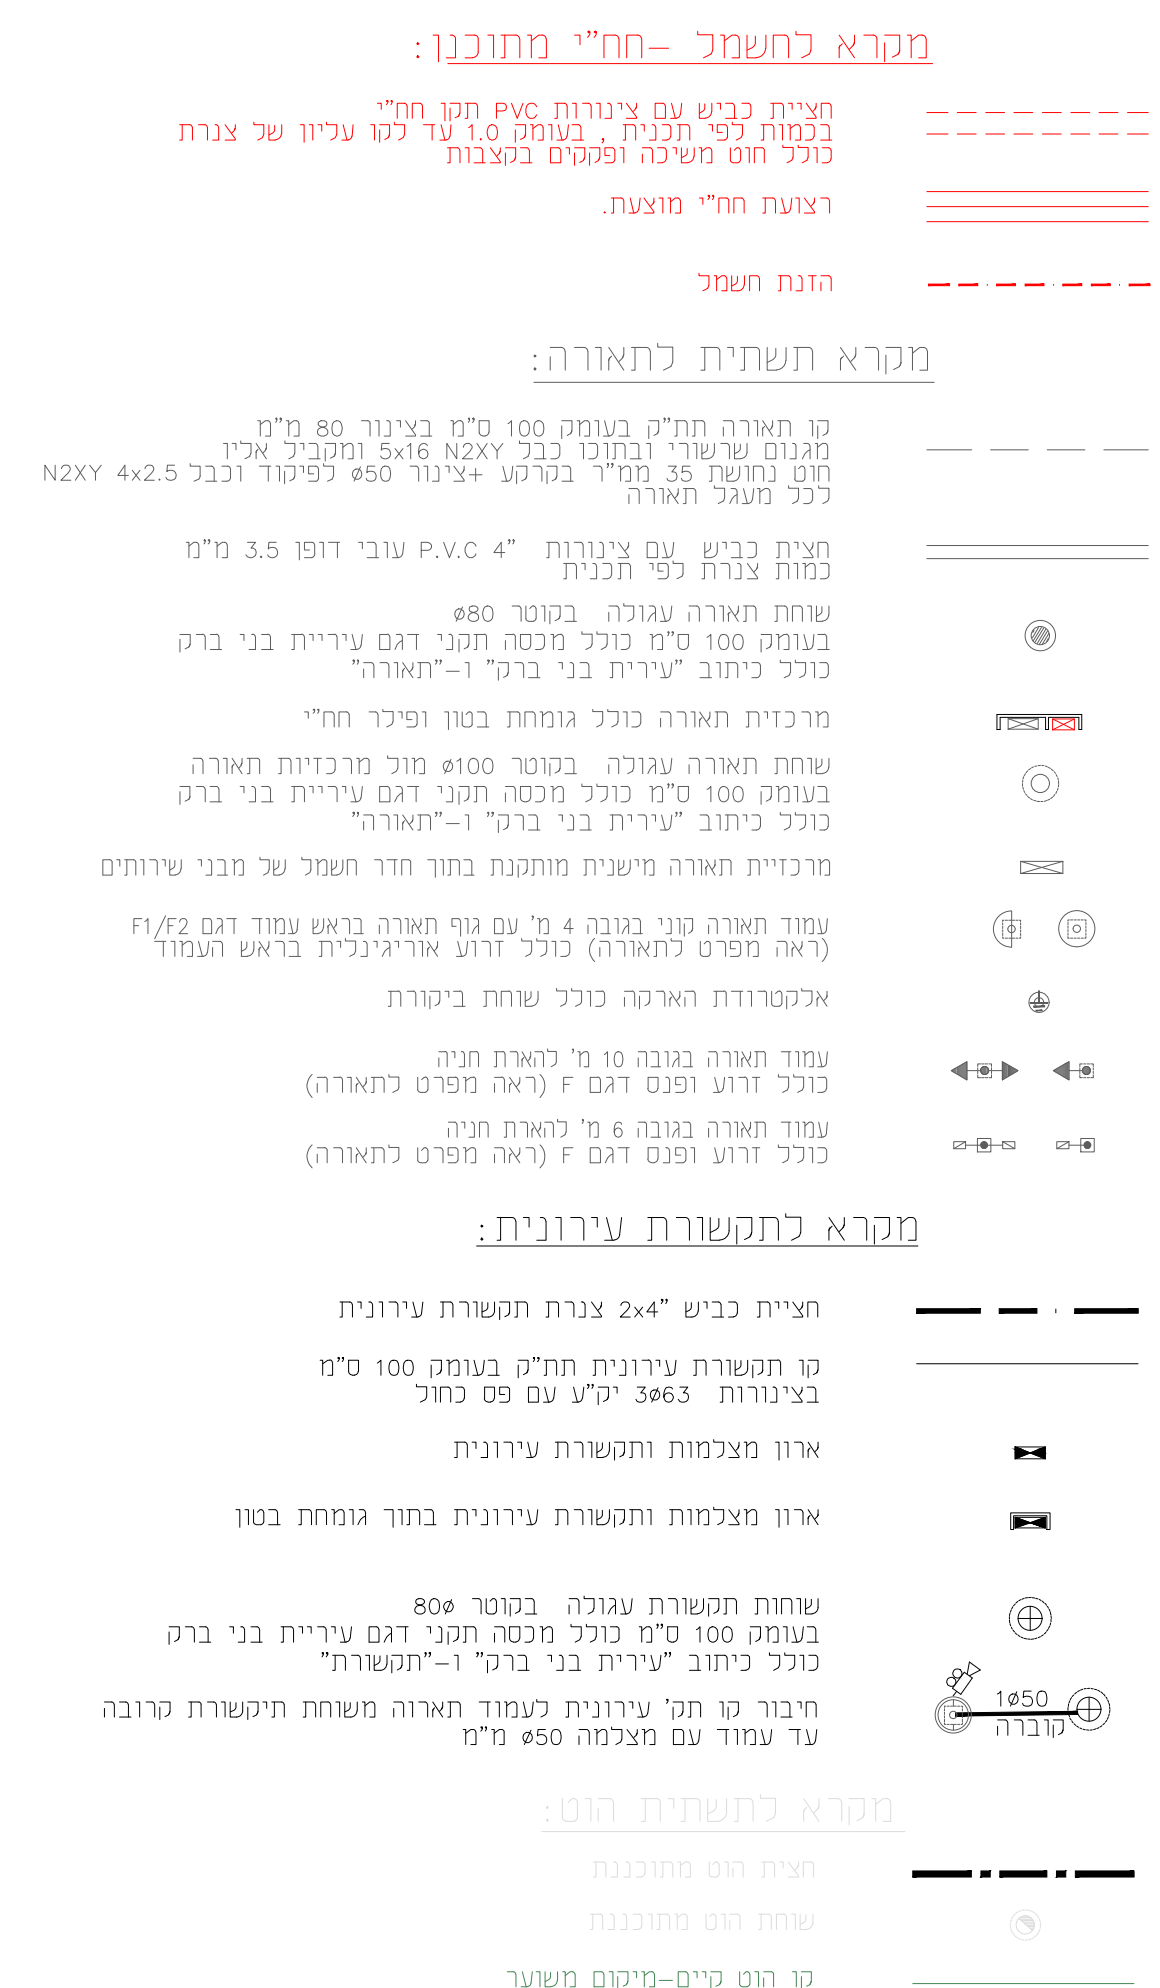 מקרא לחשמל -חח"י מתוכנן:
חציית כביש עם צינורות PVC תקן חח"י
בכמות לפי תכנית , בעומק 1.0 עד לקו עליון של צנרת
כולל חוט משיכה ופקקים בקצבות
רצועת חח"י מוצעת.
הזנת חשמל
מקרא תשתית לתאורה:
קו תאורה תת"ק בעומק 100 ס"מ בצינור 80 מ"מ
מגנום שרשורי ובתוכו כבל 5x16 N2XY ומקביל אליו
חוט נחושת 35 ממ"ר בקרקע +צינור ø50 לפיקוד וכבל N2XY 4x2.5
לכל מעגל תאורה
חצית כביש עם צינורות "4 P.V.C עובי דופן 3.5 מ"מ
כמות צנרת לפי תכנית
שוחת תאורה עגולה בקוטר ø80
בעומק 100 ס"מ כולל מכסה תקני דגם עיריית בני ברק
כולל כיתוב "עירית בני ברק" ו-"תאורה"
מרכזית תאורה כולל גומחת בטון ופילר חח"י
שוחת תאורה עגולה בקוטר ø100 מול מרכזיות תאורה
בעומק 100 ס"מ כולל מכסה תקני דגם עיריית בני ברק
כולל כיתוב "עירית בני ברק" ו-"תאורה"
מרכזיית תאורה מישנית מותקנת בתוך חדר חשמל של מבני שירותים
עמוד תאורה קוני בגובה 4 מ' עם גוף תאורה בראש עמוד דגם F1/F2
(ראה מפרט לתאורה) כולל זרוע אוריגינלית בראש העמוד
אלקטרודת הארקה כולל שוחת ביקורת
עמוד תאורה בגובה 10 מ' להארת חניה
כולל זרוע ופנס דגם F (ראה מפרט לתאורה)
עמוד תאורה בגובה 6 מ' להארת חניה
כולל זרוע ופנס דגם F (ראה מפרט לתאורה)
מקרא לתקשורת עירונית:
חציית כביש "2x4 צנרת תקשורת עירונית
קו תקשורת עירונית תת"ק בעומק 100 ס"מ
בצינורות 3ø63 יק"ע עם פס כחול
ארון מצלמות ותקשורת עירונית
ארון מצלמות ותקשורת עירונית בתוך גומחת בטון
שוחות תקשורת עגולה בקוטר 80ø
בעומק 100 ס"מ כולל מכסה תקני דגם עיריית בני ברק
כולל כיתוב "עירית בני ברק" ו-"תקשורת"
1ø50
קוברה
חיבור קו תק' עירונית לעמוד תארוה משוחת תיקשורת קרובה
עד עמוד עם מצלמה ø50 מ"מ
מקרא לתשתית הוט:
חצית הוט מתוכננת
שוחת הוט מתוכננת
קו הוט קיים-מיקום משוער